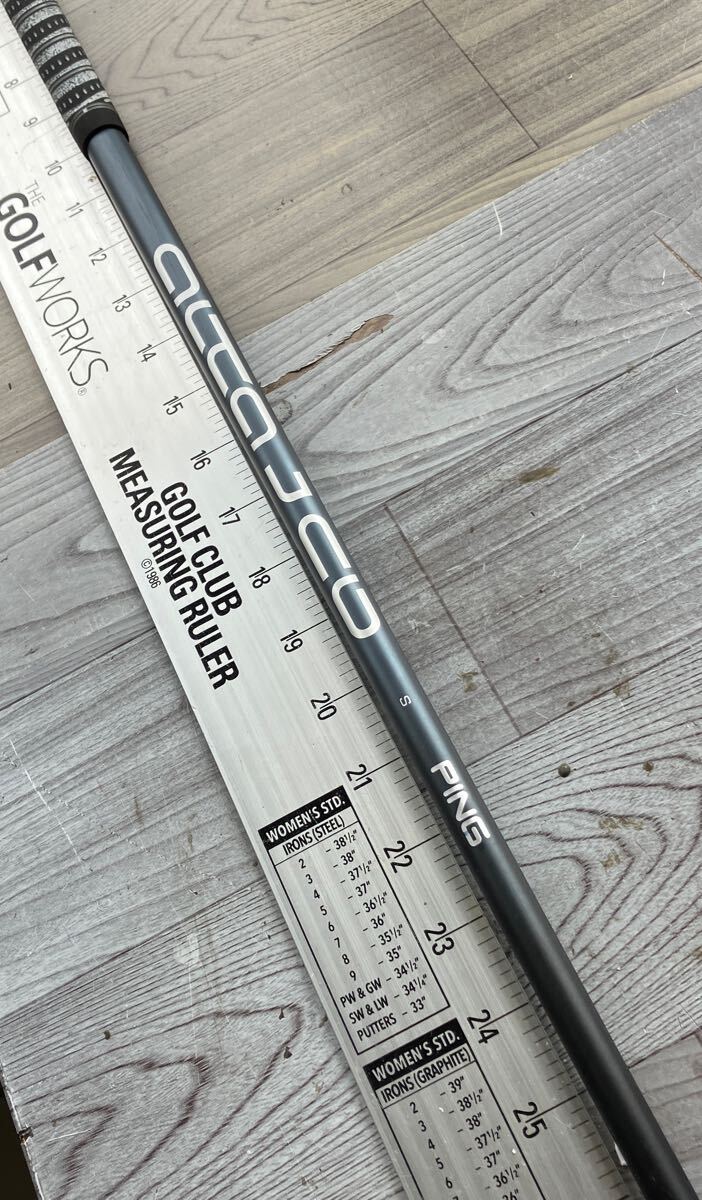 8
9
10
11
12
13
14
15
16
17
18
19
20
21
22
23
24
25
THE
GOLFWORKS®
GOLF CLUB
MEASURING RULER
©1986
ALTA J CB
S
PING
WOMEN'S STD.
IRONS (STEEL)
2 - 38½"
3 - 38"
4 - 37½"
5 - 37"
6 - 36½"
7 - 36"
8 - 35½"
9 - 35"
PW & GW - 34½"
SW & LW - 34¼"
PUTTERS - 33"
WOMEN'S STD.
IRONS (GRAPHITE)
2 - 39"
3 - 38½"
4 - 38"
5 - 37½"
6 - 37"
36½"